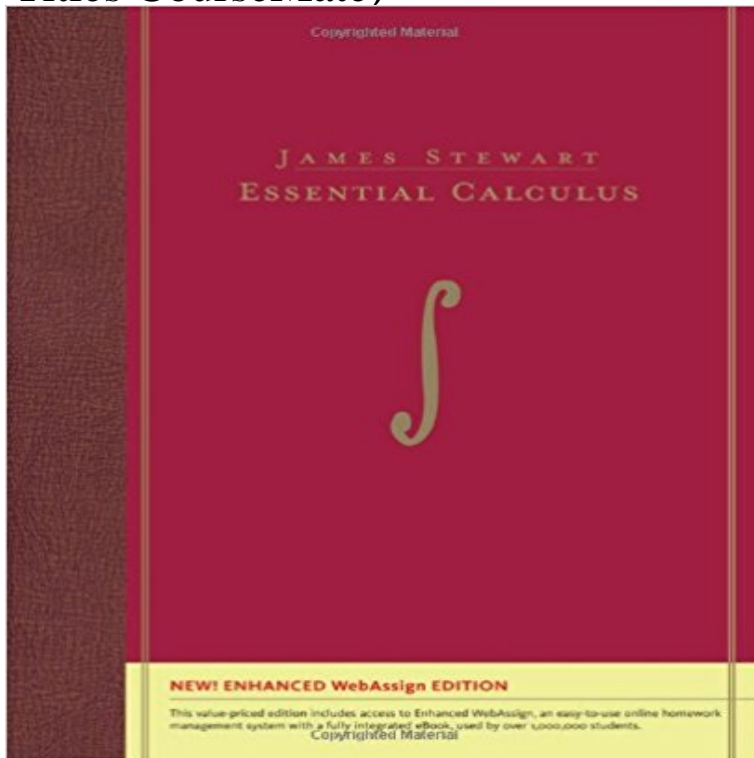 Titles CourseMate)
Copyrighted Material
JAMES STEWART
ESSENTIAL CALCULUS
∫
NEW! ENHANCED WebAssign EDITION
This value-priced edition includes access to Enhanced WebAssign, an easy-to-use online homework
management system with a fully integrated eBook, used by over 1,000,000 students.
Copyrighted Material